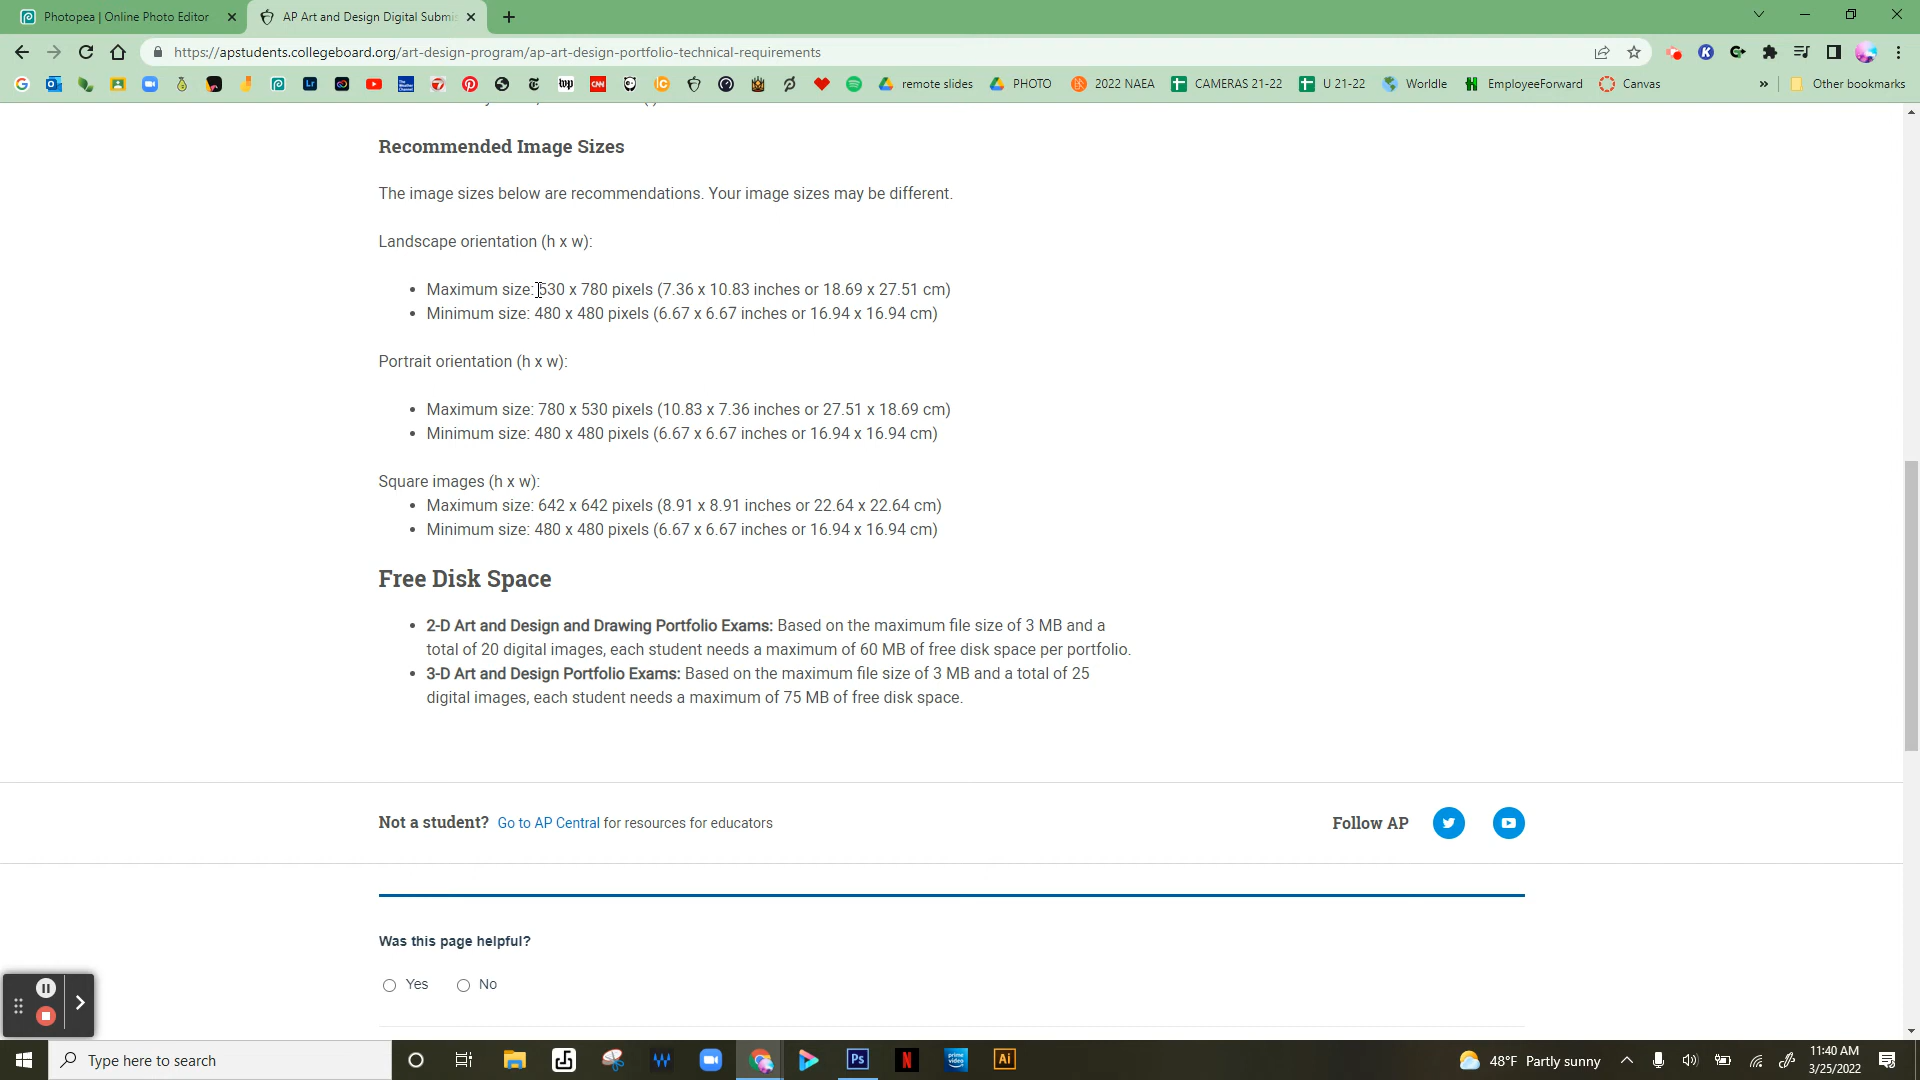 Photopea | Online Photo Editor
AP Art and Design Digital Submis
https://apstudents.collegeboard.org/art-design-program/ap-art-design-portfolio-technical-requirements
remote slides
PHOTO
2022 NAEA
CAMERAS 21-22
U 21-22
Worldle
EmployeeForward
Canvas
»
Other bookmarks
Recommended Image Sizes
The image sizes below are recommendations. Your image sizes may be different.
Landscape orientation (h x w):
• Maximum size: 530 x 780 pixels (7.36 x 10.83 inches or 18.69 x 27.51 cm)
• Minimum size: 480 x 480 pixels (6.67 x 6.67 inches or 16.94 x 16.94 cm)
Portrait orientation (h x w):
• Maximum size: 780 x 530 pixels (10.83 x 7.36 inches or 27.51 x 18.69 cm)
• Minimum size: 480 x 480 pixels (6.67 x 6.67 inches or 16.94 x 16.94 cm)
Square images (h x w):
• Maximum size: 642 x 642 pixels (8.91 x 8.91 inches or 22.64 x 22.64 cm)
• Minimum size: 480 x 480 pixels (6.67 x 6.67 inches or 16.94 x 16.94 cm)
Free Disk Space
• 2-D Art and Design and Drawing Portfolio Exams: Based on the maximum file size of 3 MB and a
total of 20 digital images, each student needs a maximum of 60 MB of free disk space per portfolio.
• 3-D Art and Design Portfolio Exams: Based on the maximum file size of 3 MB and a total of 25
digital images, each student needs a maximum of 75 MB of free disk space.
Not a student? Go to AP Central for resources for educators
Follow AP
Was this page helpful?
Yes
No
Type here to search
Ps
N
prime video
Ai
48°F Partly sunny
11:40 AM
3/25/2022